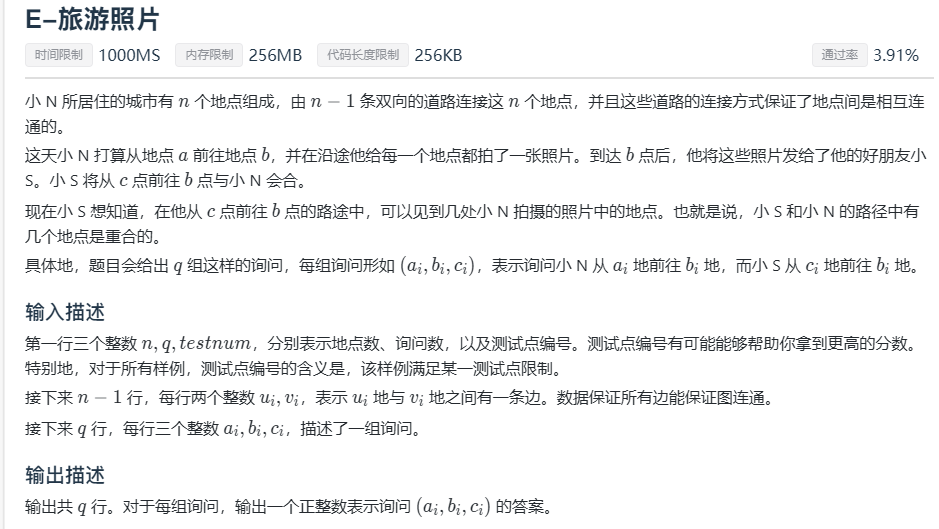 E-旅游照片
时间限制 1000MS 内存限制 256MB 代码长度限制 256KB 通过率 3.91%
小 N 所居住的城市有 n 个地点组成，由 n − 1 条双向的道路连接这 n 个地点，并且这些道路的连接方式保证了地点间是相互连
通的。
这天小 N 打算从地点 a 前往地点 b，并在沿途他给每一个地点都拍了一张照片。到达 b 点后，他将这些照片发给了他的好朋友小
S。小 S 将从 c 点前往 b 点与小 N 会合。
现在小 S 想知道，在他从 c 点前往 b 点的路途中，可以见到几处小 N 拍摄的照片中的地点。也就是说，小 S 和小 N 的路径中有
几个地点是重合的。
具体地，题目会给出 q 组这样的询问，每组询问形如 (aᵢ, bᵢ, cᵢ)，表示询问小 N 从 aᵢ 地前往 bᵢ 地，而小 S 从 cᵢ 地前往 bᵢ 地。
输入描述
第一行三个整数 n, q, testnum，分别表示地点数、询问数，以及测试点编号。测试点编号有可能能够帮助你拿到更高的分数。
特别地，对于所有样例，测试点编号的含义是，该样例满足某一测试点限制。
接下来 n − 1 行，每行两个整数 uᵢ, vᵢ，表示 uᵢ 地与 vᵢ 地之间有一条边。数据保证所有边能保证图连通。
接下来 q 行，每行三个整数 aᵢ, bᵢ, cᵢ，描述了一组询问。
输出描述
输出共 q 行。对于每组询问，输出一个正整数表示询问 (aᵢ, bᵢ, cᵢ) 的答案。